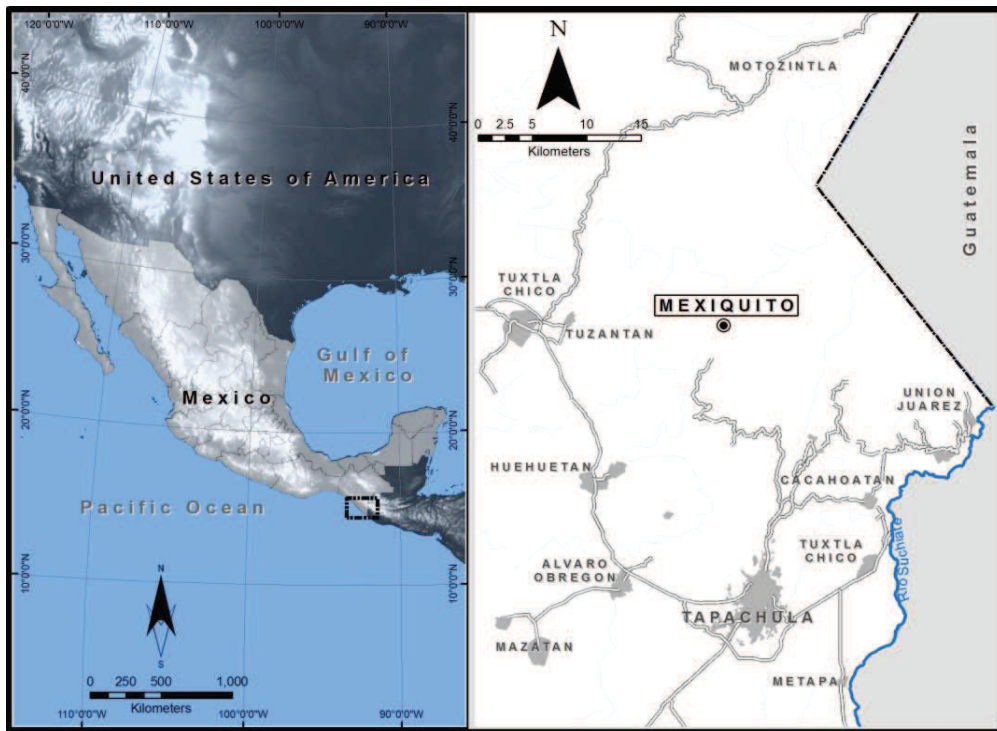 120°0'0"W
110°0'0"W
100°0'0"W
90°0'0"W
40°0'0"N
40°0'0"N
United States of America
30°0'0"N
30°0'0"N
Gulf of
Mexico
Mexico
20°0'0"N
20°0'0"N
Pacific Ocean
10°0'0"N
10°0'0"N
N
S
0 250 500 1,000
Kilometers
110°0'0"W
100°0'0"W
90°0'0"W
N
0 2.5 5 10 15
Kilometers
MOTOZINTLA
Guatemala
TUXTLA
CHICO
TUZANTAN
MEXIQUITO
UNION
JUAREZ
HUEHUETAN
CACAHOATAN
TUXTLA
CHICO
Río Suchiate
ALVARO
OBREGON
TAPACHULA
MAZATAN
METAPA